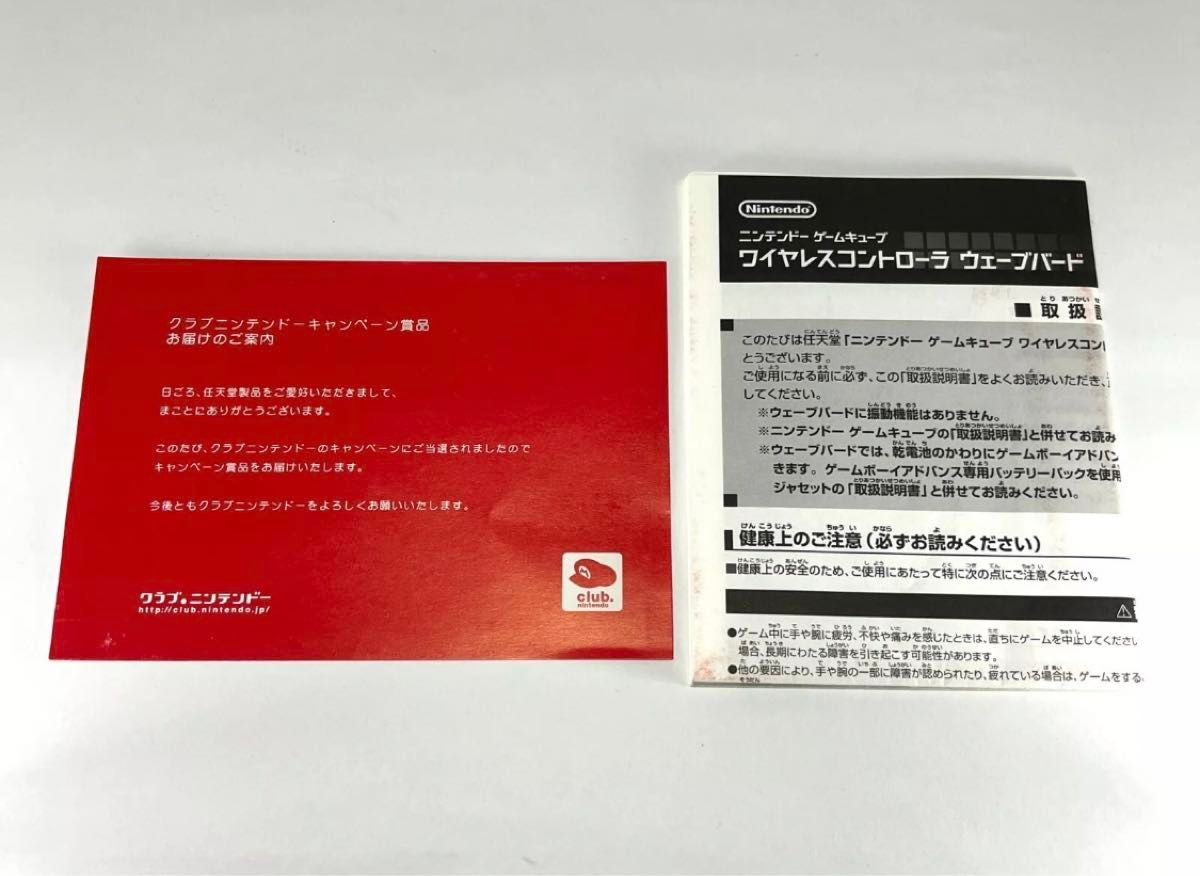 クラブニンテンドーキャンペーン賞品
お届けのご案内
日ごろ、任天堂製品をご愛好いただきまして、
まことにありがとうございます。
このたび、クラブニンテンドーのキャンペーンにご当選されましたので
キャンペーン賞品をお届けいたします。
今後ともクラブニンテンドーをよろしくお願いいたします。
クラブニンテンドー
http://club.nintendo.jp/
club.
nintendo
Nintendo
ニンテンドー ゲームキューブ
ワイヤレスコントローラ ウェーブバード
■ 取扱
このたびは任天堂「ニンテンドー ゲームキューブ ワイヤレスコン
とうございます。
ご使用になる前に必ず、この「取扱説明書」をよくお読みいただき、
してください。
※ウェーブバードに振動機能はありません。
※ニンテンドー ゲームキューブの「取扱説明書」と併せてお読み
※ウェーブバードでは、乾電池のかわりにゲームボーイアドバン
きます。ゲームボーイアドバンス専用バッテリーパックを使用
ジャセットの「取扱説明書」と併せてお読みください。
健康上のご注意(必ずお読みください)
■健康上の安全のため、ご使用にあたって特に次の点にご注意ください。
●ゲーム中に手や腕に疲労、不快や痛みを感じたときは、直ちにゲームを中止してくださ
場合、長期にわたる障害を引き起こす可能性があります。
●他の要因により、手や腕の一部に障害が認められたり、疲れている場合は、ゲームをする